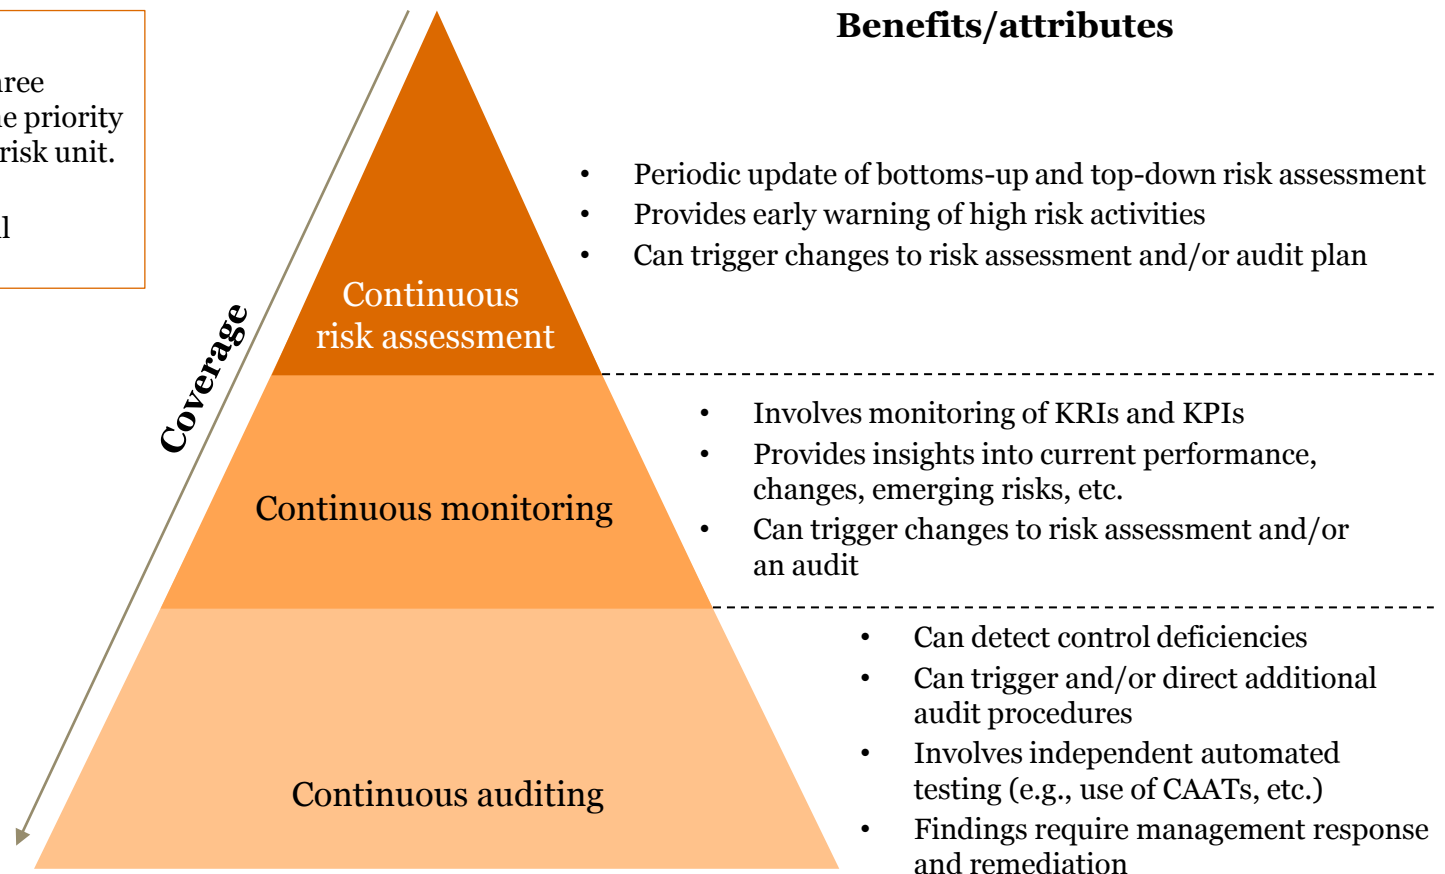 Benefits/attributes
priority
risk unit.
• Periodic update of bottoms-up and top-down risk assessment
• Provides early warning of high risk activities
• Can trigger changes to risk assessment and/or audit plan
Continuous
risk assessment
Coverage
• Involves monitoring of KRIs and KPIs
• Provides insights into current performance,
changes, emerging risks, etc.
• Can trigger changes to risk assessment and/or
an audit
Continuous monitoring
• Can detect control deficiencies
• Can trigger and/or direct additional
audit procedures
• Involves independent automated
testing (e.g., use of CAATs, etc.)
• Findings require management response
and remediation
Continuous auditing